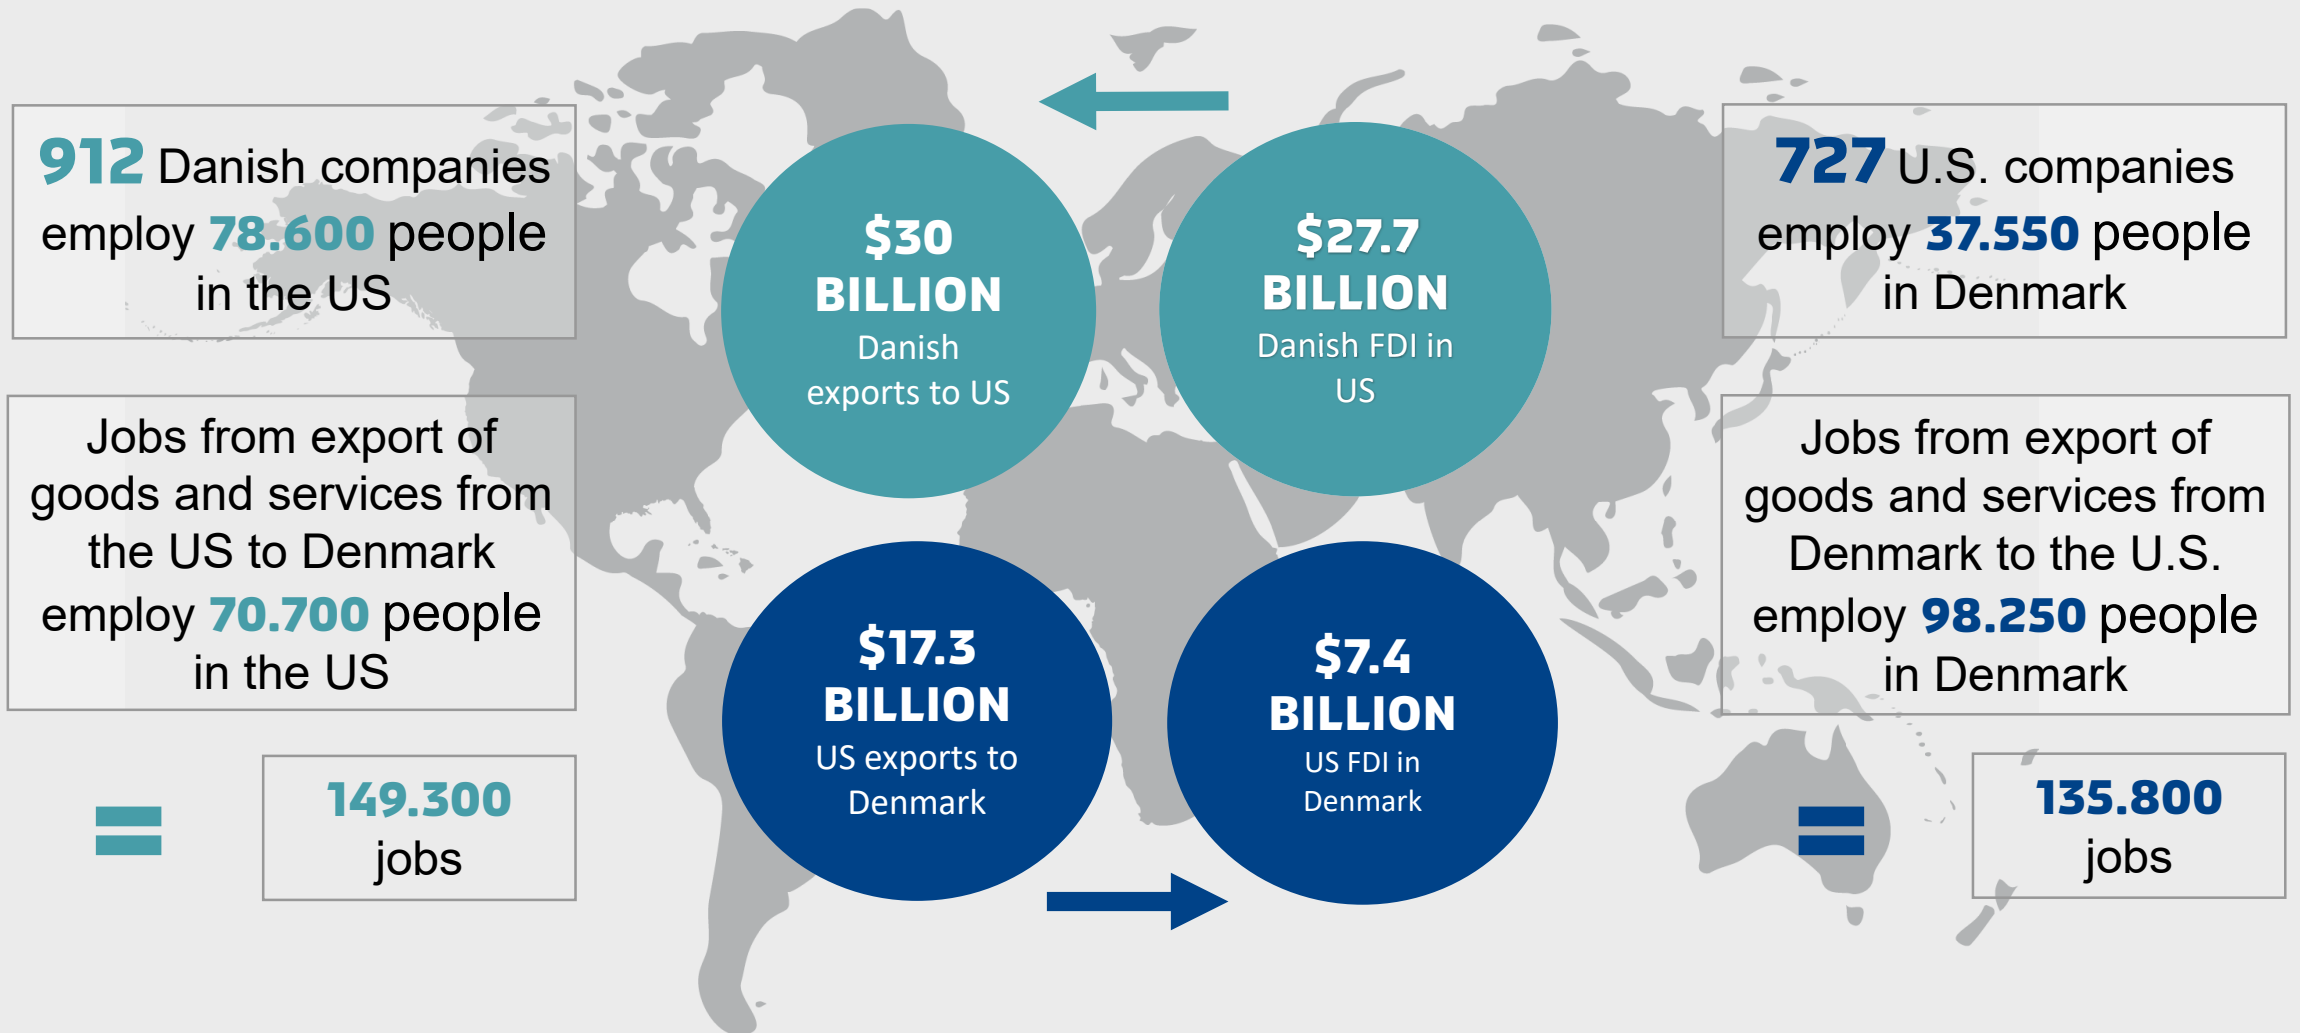 912 Danish companies
employ 78.600 people
in the US
Jobs from export of
goods and services from
the US to Denmark
employ 70.700 people
in the US
149.300
jobs
$30
BILLION
Danish
exports to US
$27.7
BILLION
Danish FDI in
US
$17.3
BILLION
US exports to
Denmark
$7.4
BILLION
US FDI in
Denmark
727 U.S. companies
employ 37.550 people
in Denmark
Jobs from export of
goods and services from
Denmark to the U.S.
employ 98.250 people
in Denmark
135.800
jobs